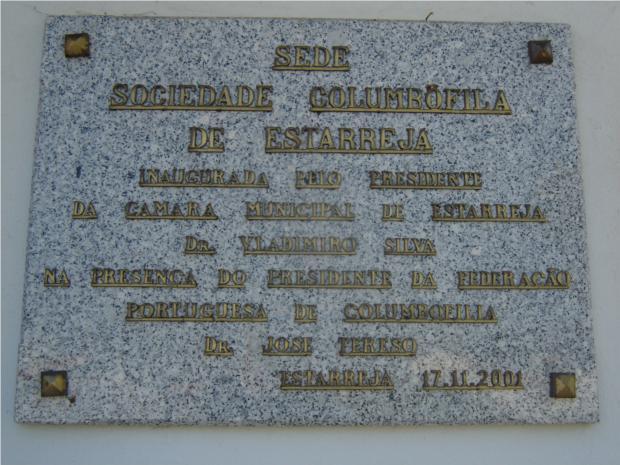 SEDE
SOCIEDADE COLUMBÓFILA
DE ESTARREJA
INAUGURADA PELO PRESIDENTE
DA CAMARA MUNICIPAL DE ESTARREJA
DR. VLADIMIRO SILVA
NA PRESENÇA DO PRESIDENTE DA FEDERAÇÃO
PORTUGUESA DE COLUMBOFILIA
DR. JOSE TERESO
ESTARREJA 17.11.2001